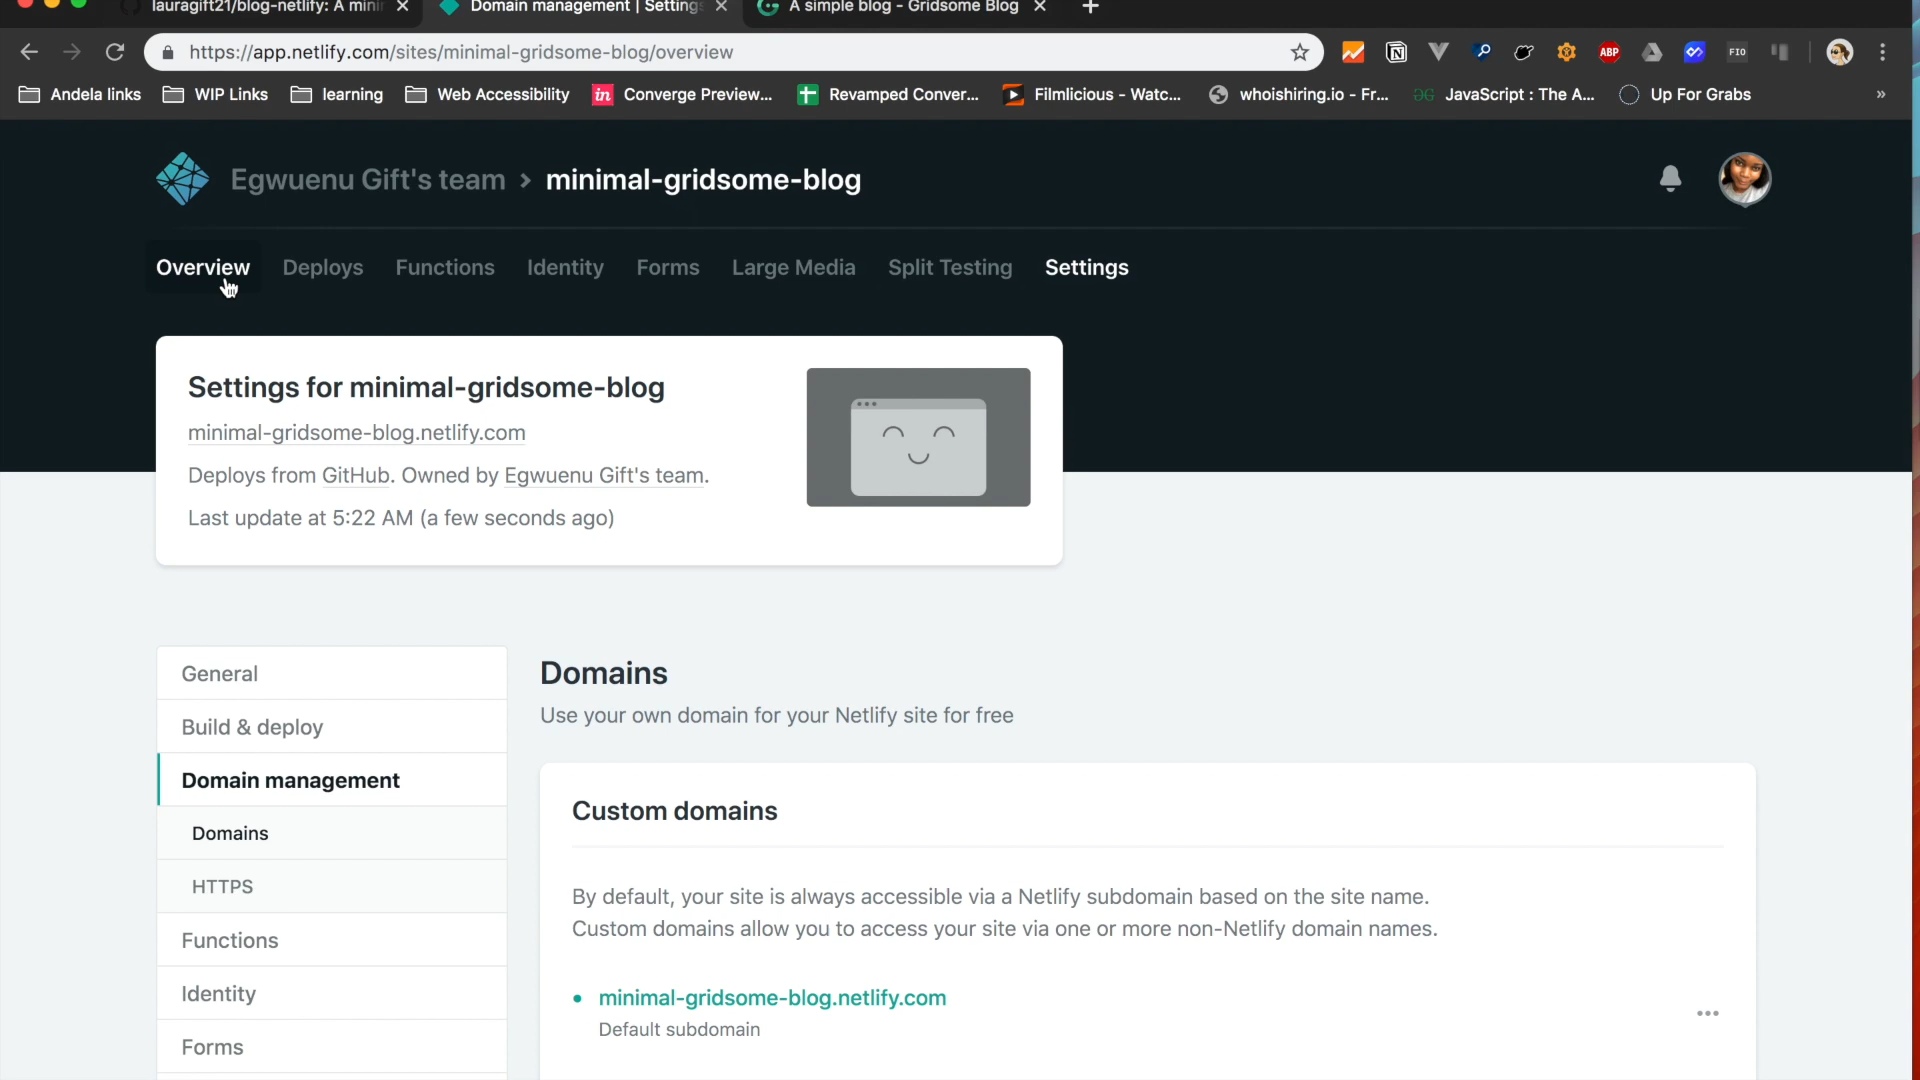 lauragift21/blog-netlify: A mini
Domain management | Settings
A simple blog - Gridsome Blog
https://app.netlify.com/sites/minimal-gridsome-blog/overview
ABP
FIO
Andela links
WIP Links
learning
Web Accessibility
in Converge Preview...
Revamped Conver...
Filmlicious - Watc...
whoishiring.io - Fr...
JavaScript : The A...
Up For Grabs
»
Egwuenu Gift's team > minimal-gridsome-blog
Overview
Deploys
Functions
Identity
Forms
Large Media
Split Testing
Settings
Settings for minimal-gridsome-blog
minimal-gridsome-blog.netlify.com
Deploys from GitHub. Owned by Egwuenu Gift's team.
Last update at 5:22 AM (a few seconds ago)
General
Build & deploy
Domain management
Domains
HTTPS
Functions
Identity
Forms
Domains
Use your own domain for your Netlify site for free
Custom domains
By default, your site is always accessible via a Netlify subdomain based on the site name.
Custom domains allow you to access your site via one or more non-Netlify domain names.
• minimal-gridsome-blog.netlify.com
Default subdomain